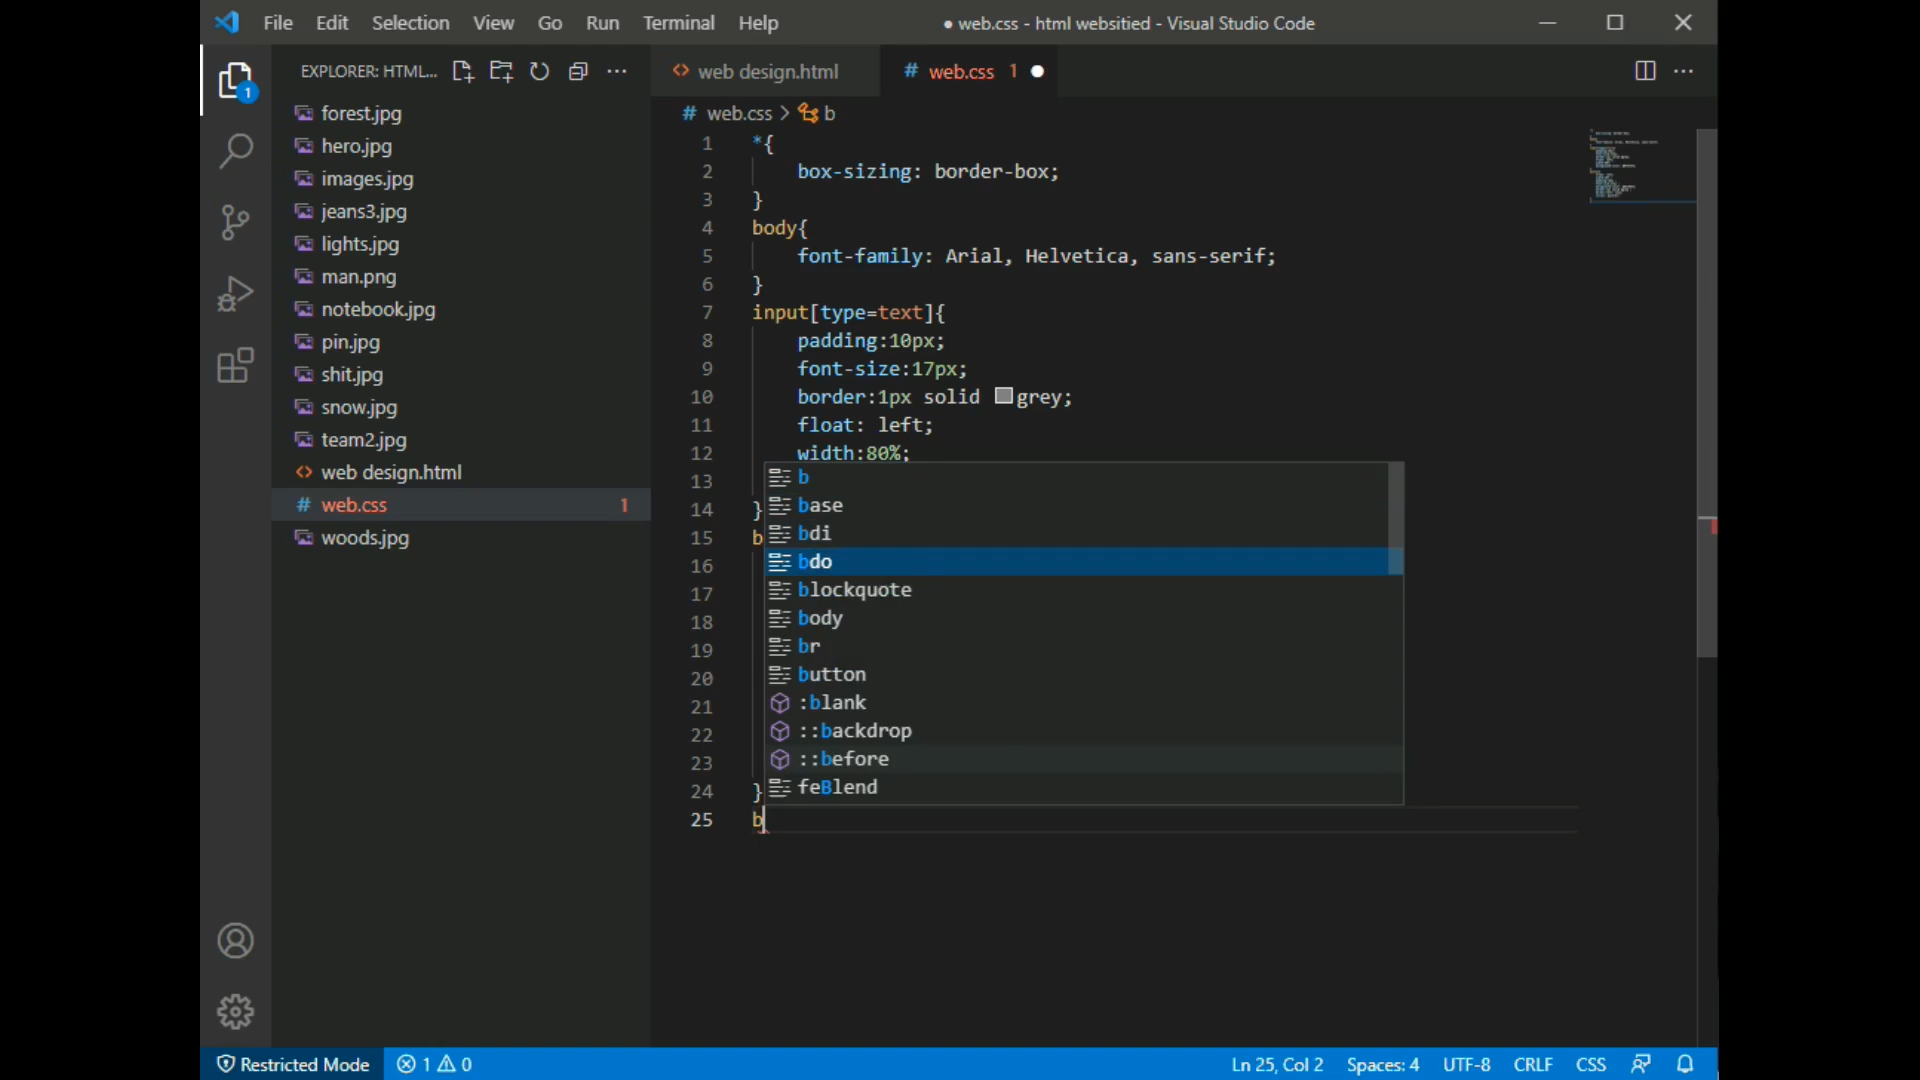 File Edit Selection View Go Run Terminal Help
● web.css - html websitied - Visual Studio Code
EXPLORER: HTML...
web design.html
# web.css 1
1
forest.jpg
hero.jpg
images.jpg
jeans3.jpg
lights.jpg
man.png
notebook.jpg
pin.jpg
shit.jpg
snow.jpg
team2.jpg
web design.html
# web.css 1
woods.jpg
# web.css > b
1 *{
2 box-sizing: border-box;
3 }
4 body{
5 font-family: Arial, Helvetica, sans-serif;
6 }
7 input[type=text]{
8 padding:10px;
9 font-size:17px;
10 border:1px solid grey;
11 float: left;
12 width:80%;
13
14 }
15 b
16
17
18
19
20
21
22
23
24 }
25 b
b
base
bdi
bdo
blockquote
body
br
button
:blank
::backdrop
::before
feBlend
Restricted Mode
1 0
Ln 25, Col 2
Spaces: 4
UTF-8
CRLF
CSS